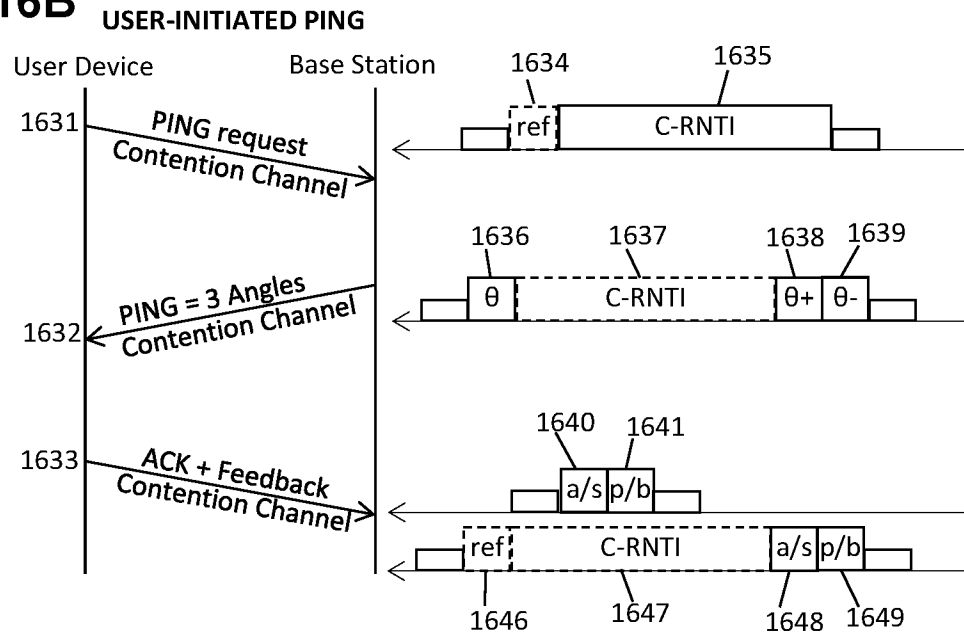 16B
USER-INITIATED PING
User Device
Base Station
1634
1635
1631
PING request
Contention Channel
ref
C-RNTI
1636
1637
1638
1639
PING = 3 Angles
Contention Channel
1632
θ
C-RNTI
θ+
θ-
1640
1641
1633
ACK + Feedback
Contention Channel
a/s
p/b
ref
C-RNTI
a/s
p/b
1646
1647
1648
1649